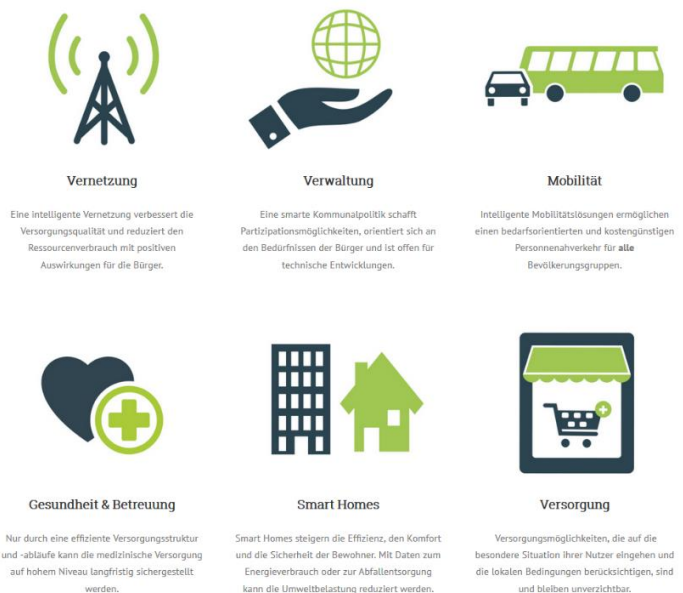 Vernetzung
Eine intelligente Vernetzung verbessert die
Versorgungsqualität und reduziert den
Ressourcenverbrauch mit positiven
Auswirkungen für die Bürger.
Verwaltung
Eine smarte Kommunalpolitik schafft
Partizipationsmöglichkeiten, orientiert sich an
den Bedürfnissen der Bürger und ist offen für
technische Entwicklungen.
Mobilität
Intelligente Mobilitätslösungen ermöglichen
einen bedarfsorientierten und kostengünstigen
Personennahverkehr für alle
Bevölkerungsgruppen.
Gesundheit & Betreuung
Nur durch eine effiziente Versorgungsstruktur
und -abläufe kann die medizinische Versorgung
auf hohem Niveau langfristig sichergestellt
werden.
Smart Homes
Smart Homes steigern die Effizienz, den Komfort
und die Sicherheit der Bewohner. Mit Daten zum
Energieverbrauch oder zur Abfallentsorgung
kann die Umweltbelastung reduziert werden.
Versorgung
Versorgungsmöglichkeiten, die auf die
besondere Situation ihrer Nutzer eingehen und
die lokalen Bedingungen berücksichtigen, sind
und bleiben unverzichtbar.